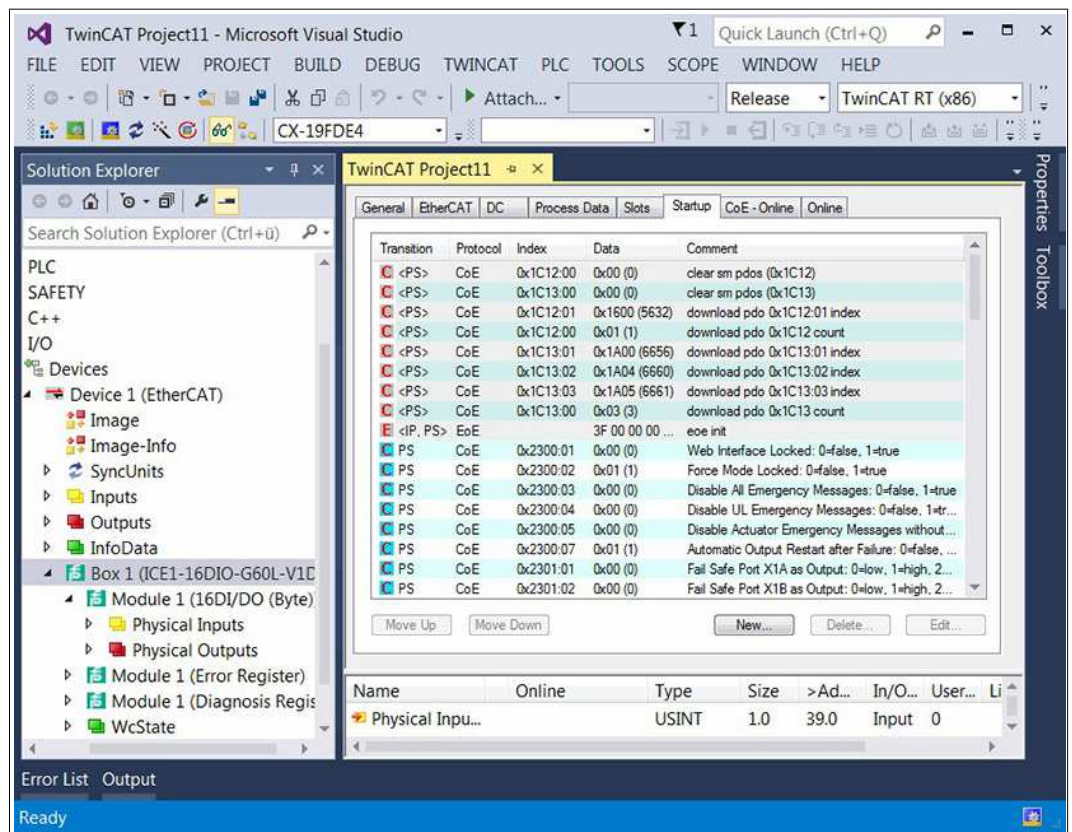 TwinCAT Project11 - Microsoft Visual Studio
1
Quick Launch (Ctrl+Q)
FILE EDIT VIEW PROJECT BUILD DEBUG TWINCAT PLC TOOLS SCOPE WINDOW HELP
Attach... Release TwinCAT RT (x86)
CX-19FDE4
Solution Explorer
Search Solution Explorer (Ctrl+ü)
PLC
SAFETY
C++
I/O
Devices
Device 1 (EtherCAT)
Image
Image-Info
SyncUnits
Inputs
Outputs
InfoData
Box 1 (ICE1-16DIO-G60L-V1D
Module 1 (16DI/DO (Byte)
Physical Inputs
Physical Outputs
Module 1 (Error Register)
Module 1 (Diagnosis Regis
WcState
TwinCAT Project11
General EtherCAT DC Process Data Slots Startup CoE - Online Online
Transition Protocol Index Data Comment
C <PS> CoE 0x1C12:00 0x00 (0) clear sm pdos (0x1C12)
C <PS> CoE 0x1C13:00 0x00 (0) clear sm pdos (0x1C13)
C <PS> CoE 0x1C12:01 0x1600 (5632) download pdo 0x1C12:01 index
C <PS> CoE 0x1C12:00 0x01 (1) download pdo 0x1C12 count
C <PS> CoE 0x1C13:01 0x1A00 (6656) download pdo 0x1C13:01 index
C <PS> CoE 0x1C13:02 0x1A04 (6660) download pdo 0x1C13:02 index
C <PS> CoE 0x1C13:03 0x1A05 (6661) download pdo 0x1C13:03 index
C <PS> CoE 0x1C13:00 0x03 (3) download pdo 0x1C13 count
E <IP, PS> EoE 3F 00 00 00 ... eoe init
C PS CoE 0x2300:01 0x00 (0) Web Interface Locked: 0=false, 1=true
C PS CoE 0x2300:02 0x01 (1) Force Mode Locked: 0=false, 1=true
C PS CoE 0x2300:03 0x00 (0) Disable All Emergency Messages: 0=false, 1=true
C PS CoE 0x2300:04 0x00 (0) Disable UL Emergency Messages: 0=false, 1=tr...
C PS CoE 0x2300:05 0x00 (0) Disable Actuator Emergency Messages without...
C PS CoE 0x2300:07 0x01 (1) Automatic Output Restart after Failure: 0=false, ...
C PS CoE 0x2301:01 0x00 (0) Fail Safe Port X1A as Output: 0=low, 1=high, 2...
C PS CoE 0x2301:02 0x00 (0) Fail Safe Port X1B as Output: 0=low, 1=high, 2...
Move Up Move Down New... Delete... Edit...
Name Online Type Size >Ad... In/O... User... Li
Physical Inpu... USINT 1.0 39.0 Input 0
Properties
Toolbox
Error List Output
Ready